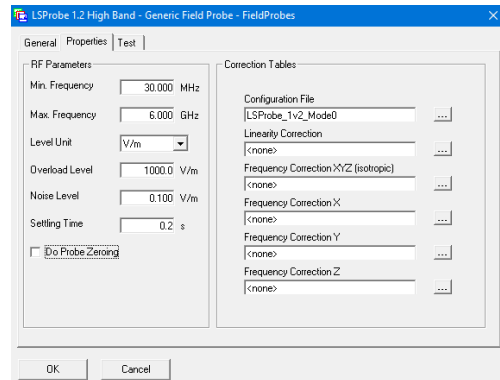 LSProbe 1.2 High Band - Generic Field Probe - FieldProbes
General Properties Test
RF Parameters
Min. Frequency 30.000 MHz
Max. Frequency 6.000 GHz
Level Unit V/m
Overload Level 1000.0 V/m
Noise Level 0.100 V/m
Settling Time 0.2 s
Do Probe Zeroing
Correction Tables
Configuration File
LSProbe_1v2_Mode0 ...
Linearity Correction
<none> ...
Frequency Correction XYZ (isotropic)
<none> ...
Frequency Correction X
<none> ...
Frequency Correction Y
<none> ...
Frequency Correction Z
<none> ...
OK Cancel